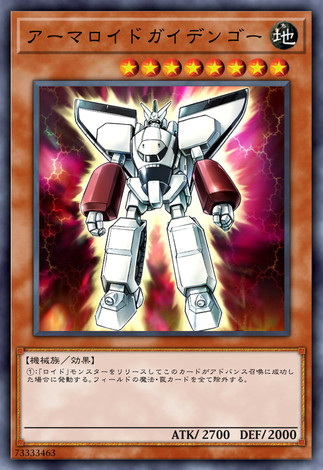 アーマロイドガイデンゴー
地
【機械族／効果】
①:「ロイド」モンスターをリリースしてこのカードがアドバンス召喚に成功し
た場合に発動する。フィールドの魔法・罠カードを全て除外する。
ATK/ 2700 DEF/2000
73333463